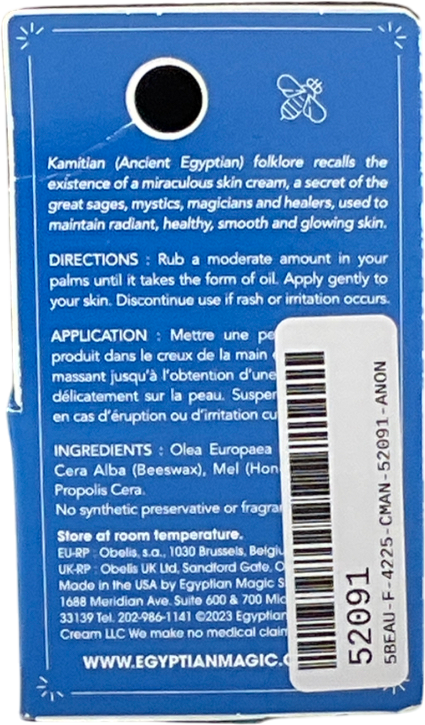 Kamitian (Ancient Egyptian) folklore recalls the
existence of a miraculous skin cream, a secret of the
great sages, mystics, magicians and healers, used to
maintain radiant, healthy, smooth and glowing skin.
DIRECTIONS : Rub a moderate amount in your
palms until it takes the form of oil. Apply gently to
your skin. Discontinue use if rash or irritation occurs.
APPLICATION : Mettre une pe
produit dans le creux de la main
massant jusqu'à l'obtention d'une
délicatement sur la peau. Susper
en cas d'éruption ou d'irritation cu
INGREDIENTS : Olea Europaea
Cera Alba (Beeswax), Mel (Hon
Propolis Cera.
No synthetic preservative or fragra
Store at room temperature.
EU-RP : Obelis, s.a., 1030 Brussels, Belgiu
UK-RP : Obelis UK Ltd, Sandford Gate, O
Made in the USA by Egyptian Magic S
1688 Meridian Ave. Suite 600 & 700 Mic
33139 Tel. 202-986-1141 ©2023 Egyptian
Cream LLC We make no medical claim
WWW.EGYPTIANMAGIC.C
52091
5BEAU-F-4225-CMAN-52091-ANON